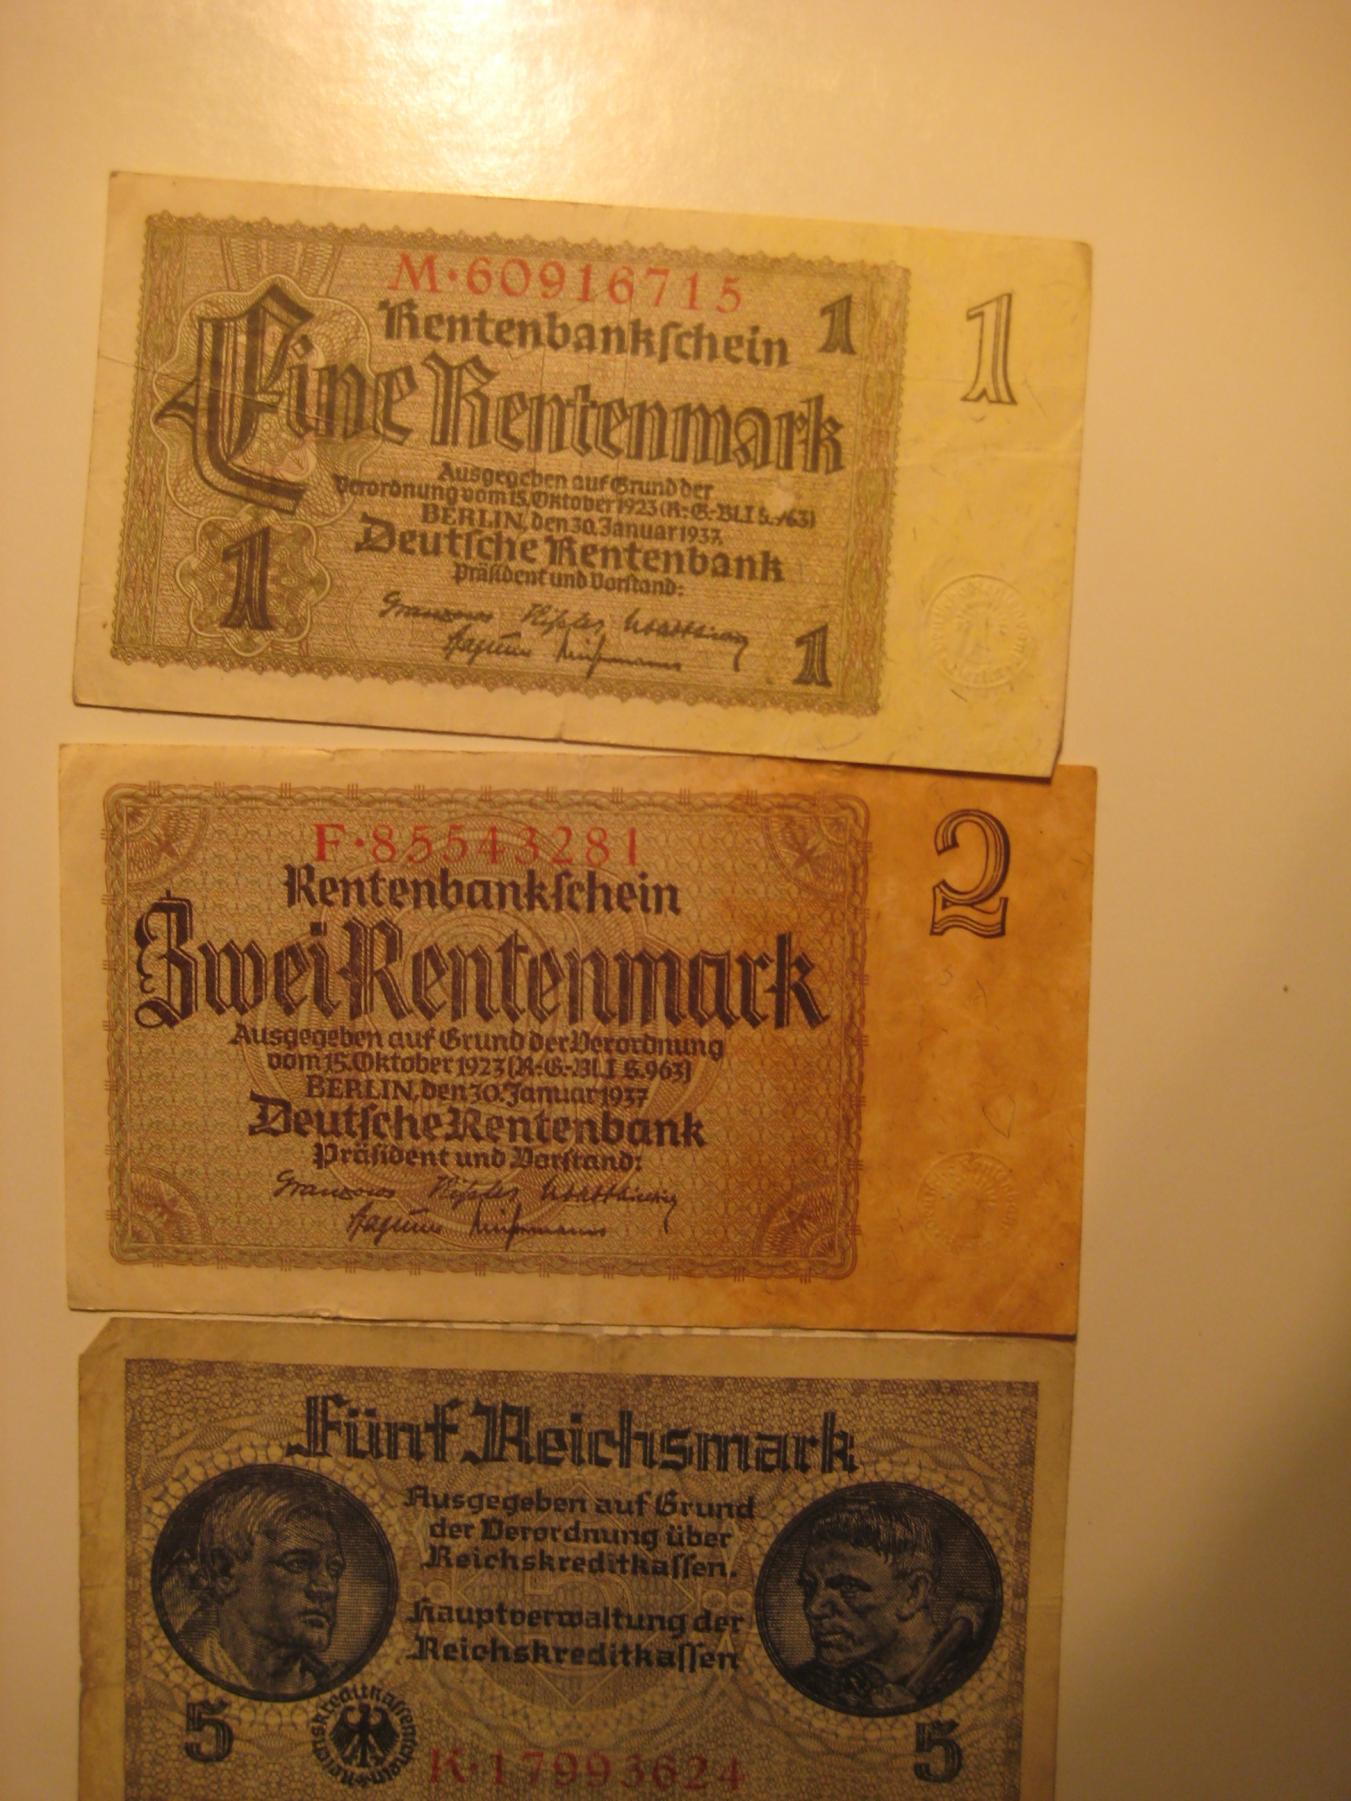 M·60916715
Rentenbankschein 1
1
Eine Rentenmark
Ausgegeben auf Grund der
Verordnung vom 15. Oktober 1923 (R.-G.-Bl. I S. 963)
BERLIN, den 30. Januar 1937
1
Deutsche Rentenbank
Präsident und Vorstand:
1
F·85543281
2
Rentenbankschein
Zwei Rentenmark
Ausgegeben auf Grund der Verordnung
vom 15. Oktober 1923 (R.-G.-Bl. I S. 963)
BERLIN, den 30. Januar 1937
Deutsche Rentenbank
Präsident und Vorstand:
Fünf Reichsmark
Ausgegeben auf Grund
der Verordnung über
Reichskreditkassen.
Hauptverwaltung der
Reichskreditkassen
5
5
K·17993624